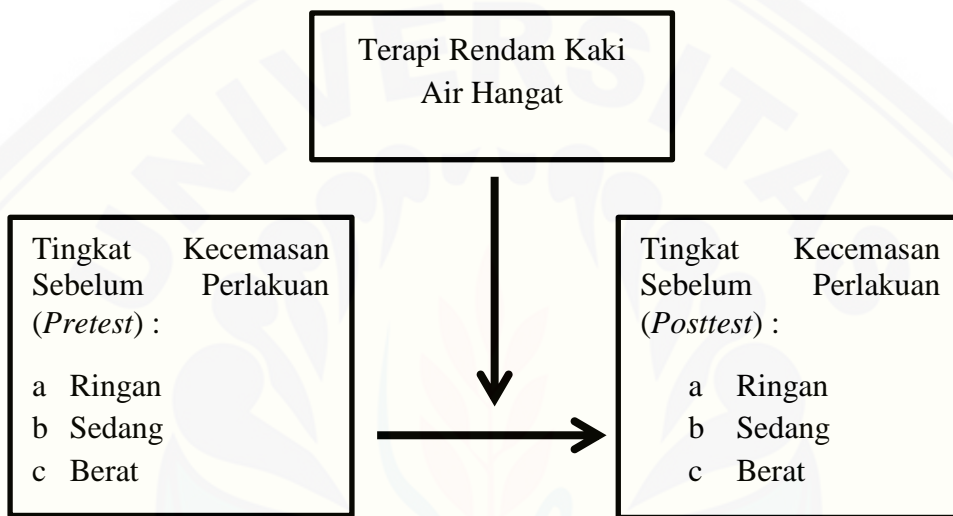 UNIVERSITAS
Terapi Rendam Kaki
Air Hangat
Tingkat Kecemasan
Sebelum Perlakuan
(Pretest) :
a Ringan
b Sedang
c Berat
Tingkat Kecemasan
Sebelum Perlakuan
(Posttest) :
a Ringan
b Sedang
c Berat